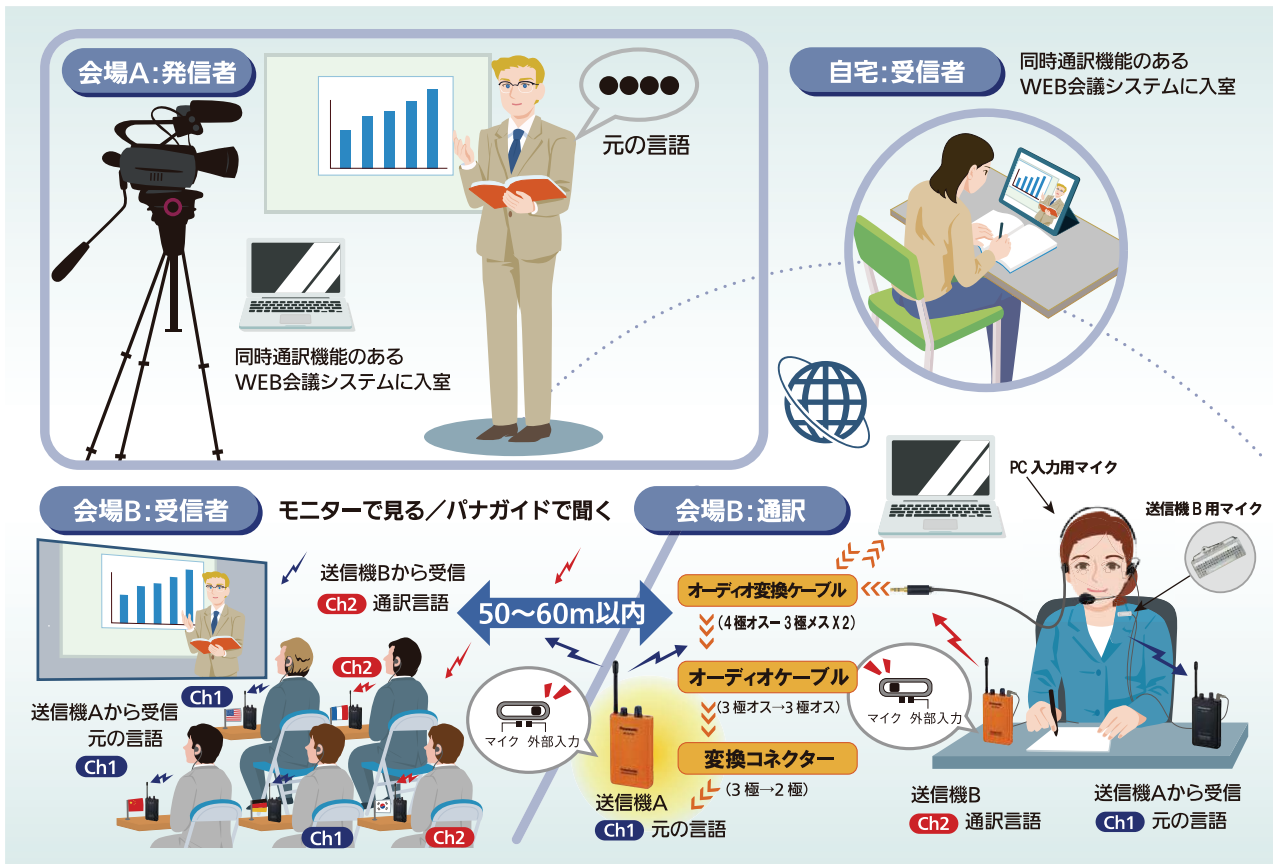 会場A:発信者
●●●●
元の言語
同時通訳機能のある
WEB会議システムに入室
自宅:受信者
同時通訳機能のある
WEB会議システムに入室
会場B:受信者
モニターで見る/パナガイドで聞く
送信機Bから受信
Ch2 通訳言語
50〜60m以内
Ch1
Ch2
送信機Aから受信
元の言語
Ch1
Ch1
Ch2
会場B:通訳
PC入力用マイク
送信機B用マイク
オーディオ変換ケーブル
(4極オスー3極メスX2)
オーディオケーブル
(3極オス→3極オス)
変換コネクター
(3極→2極)
マイク 外部入力
送信機A
Ch1 元の言語
マイク 外部入力
送信機B
Ch2 通訳言語
送信機Aから受信
Ch1 元の言語